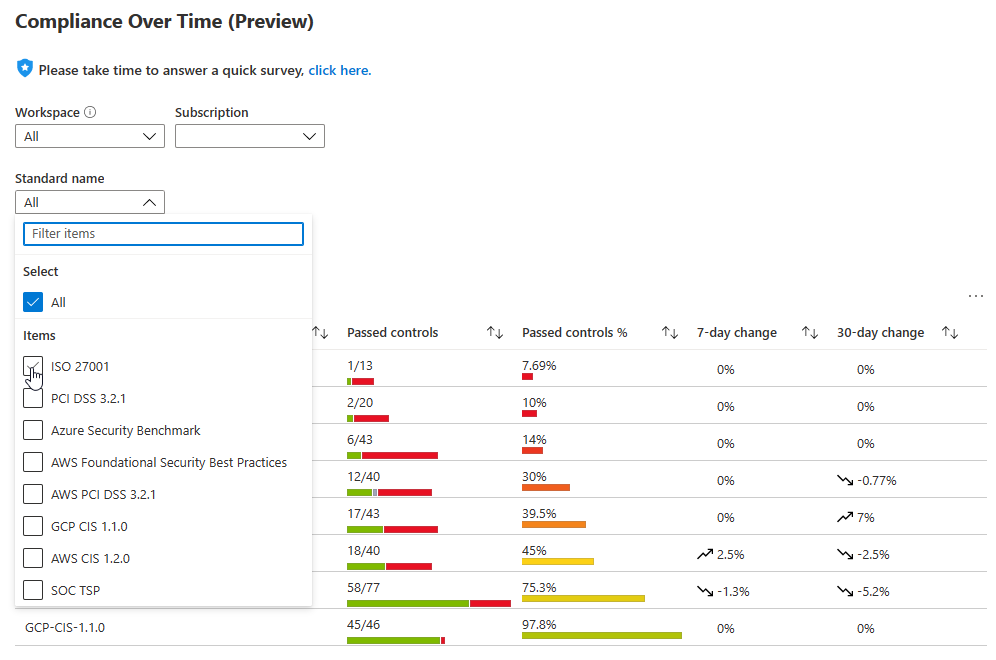 Compliance Over Time (Preview)
Please take time to answer a quick survey, click here.
Workspace Subscription
All
Standard name
All
Filter items
Select
All
Items
ISO 27001
PCI DSS 3.2.1
Azure Security Benchmark
AWS Foundational Security Best Practices
AWS PCI DSS 3.2.1
GCP CIS 1.1.0
AWS CIS 1.2.0
SOC TSP
...
Passed controls Passed controls % 7-day change 30-day change
1/13 7.69% 0% 0%
2/20 10% 0% 0%
6/43 14% 0% 0%
12/40 30% 0% -0.77%
17/43 39.5% 0% 7%
18/40 45% 2.5% -2.5%
58/77 75.3% -1.3% -5.2%
GCP-CIS-1.1.0 45/46 97.8% 0% 0%